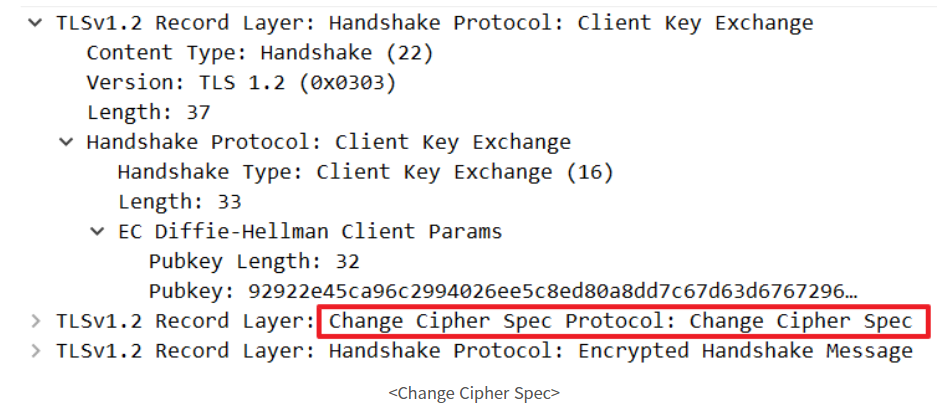 TLSv1.2 Record Layer: Handshake Protocol: Client Key Exchange
Content Type: Handshake (22)
Version: TLS 1.2 (0x0303)
Length: 37
Handshake Protocol: Client Key Exchange
Handshake Type: Client Key Exchange (16)
Length: 33
EC Diffie-Hellman Client Params
Pubkey Length: 32
Pubkey: 92922e45ca96c2994026ee5c8ed80a8dd7c67d63d6767296…
TLSv1.2 Record Layer: Change Cipher Spec Protocol: Change Cipher Spec
TLSv1.2 Record Layer: Handshake Protocol: Encrypted Handshake Message
<Change Cipher Spec>